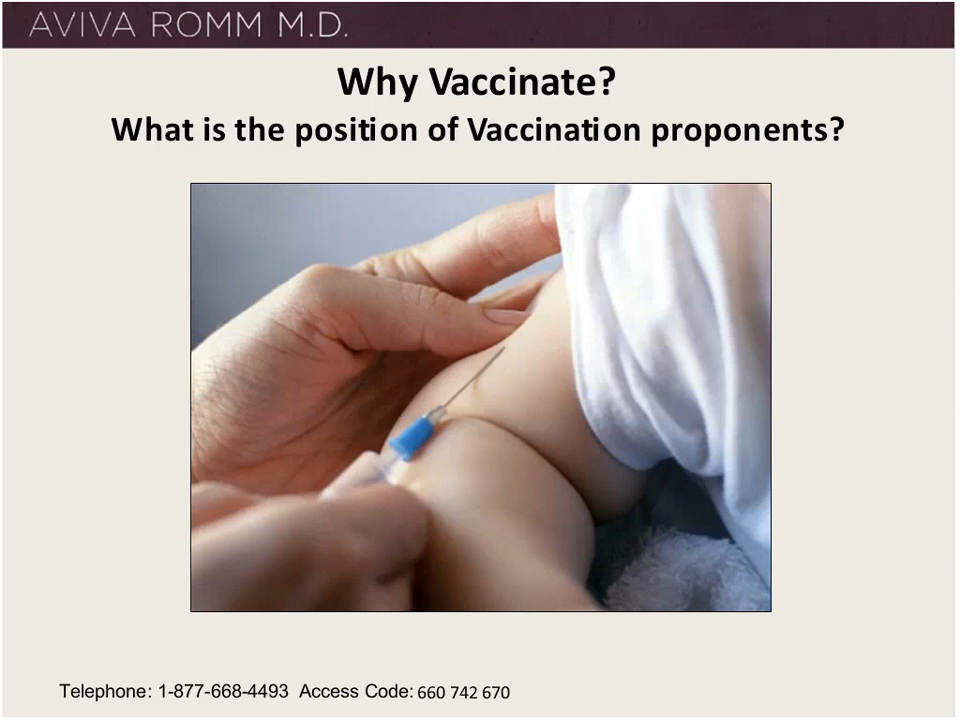 AVIVA ROMM M.D.
Why Vaccinate?
What is the position of Vaccination proponents?
Telephone: 1-877-668-4493 Access Code: 660 742 670